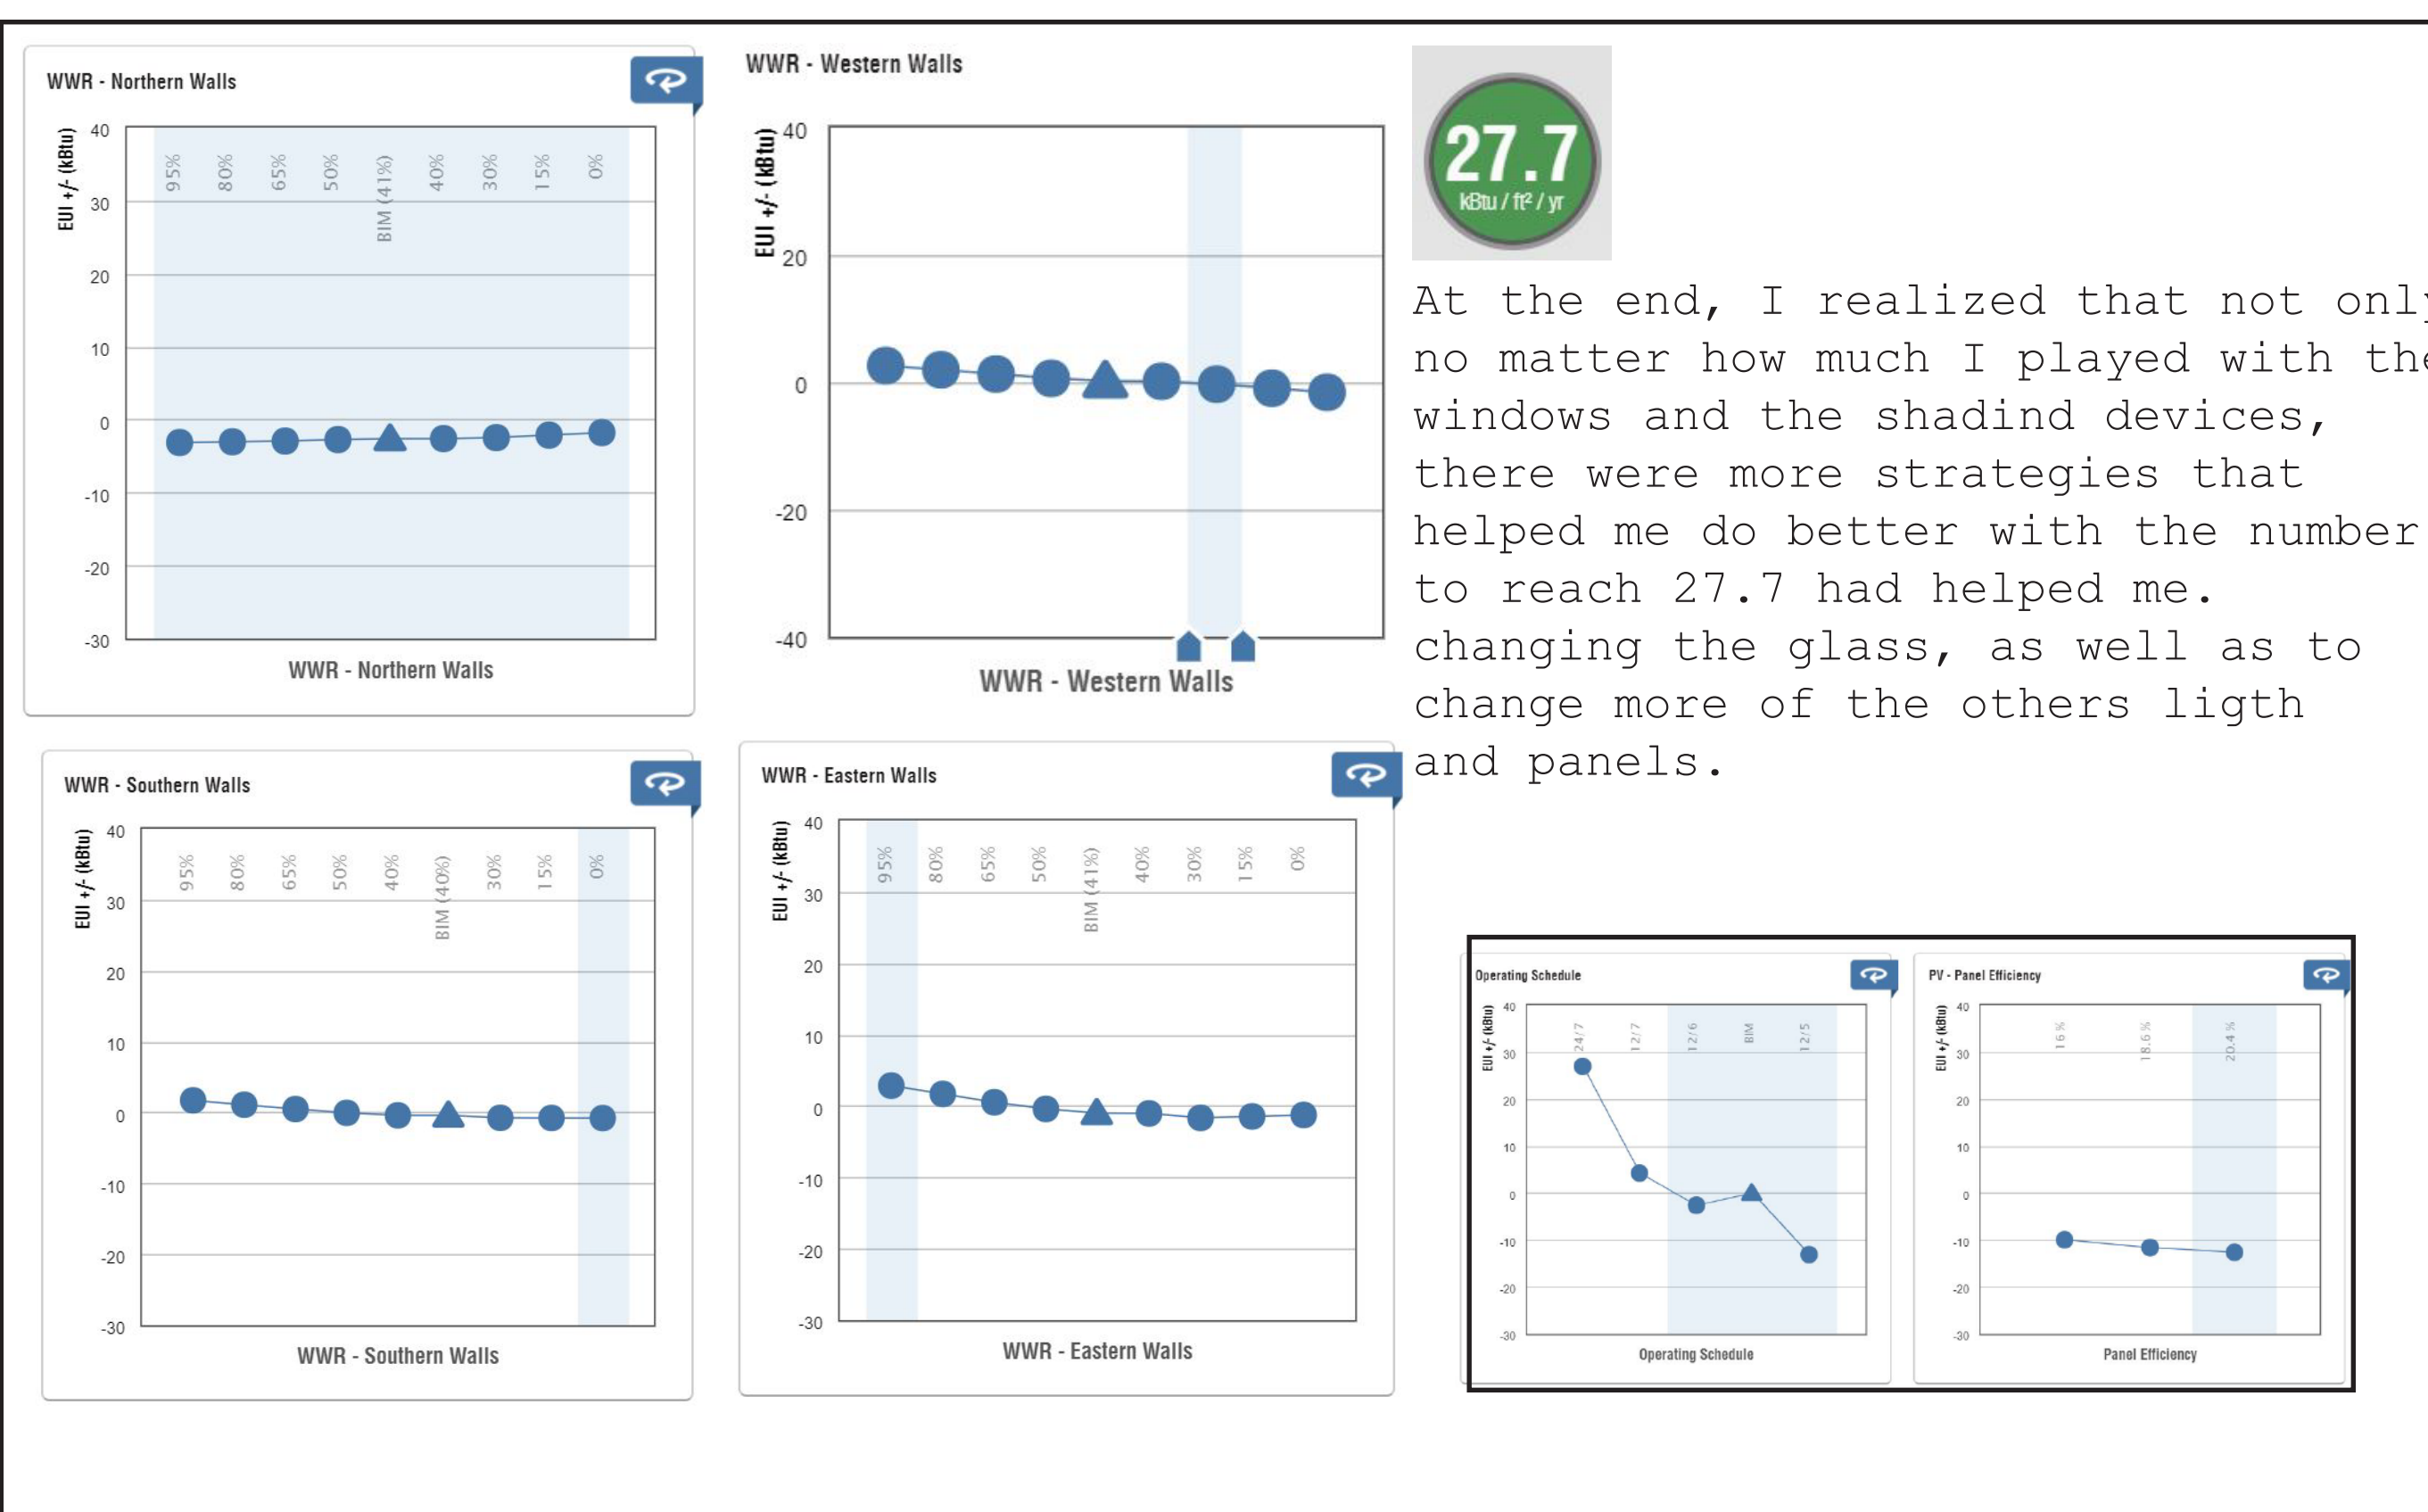 WWR - Northern Walls
EUI +/- (kBtu)
40
30
20
10
0
-10
-20
-30
95%
80%
65%
50%
BIM (41%)
40%
30%
15%
0%
WWR - Northern Walls
WWR - Western Walls
EUI +/- (kBtu)
40
20
0
-20
-40
WWR - Western Walls
27.7
kBtu / ft² / yr
At the end, I realized that not only
no matter how much I played with the
windows and the shadind devices,
there were more strategies that
helped me do better with the number
to reach 27.7 had helped me.
changing the glass, as well as to
change more of the others ligth
and panels.
WWR - Southern Walls
EUI +/- (kBtu)
40
30
20
10
0
-10
-20
-30
95%
80%
65%
50%
40%
BIM (40%)
30%
15%
0%
WWR - Southern Walls
WWR - Eastern Walls
EUI +/- (kBtu)
40
30
20
10
0
-10
-20
-30
95%
80%
65%
50%
BIM (41%)
40%
30%
15%
0%
WWR - Eastern Walls
Operating Schedule
EUI +/- (kBtu)
40
30
20
10
0
-10
-20
-30
24/7
12/7
12/6
BIM
12/5
Operating Schedule
PV - Panel Efficiency
EUI +/- (kBtu)
40
30
20
10
0
-10
-20
-30
16 %
18.6 %
20.4 %
Panel Efficiency